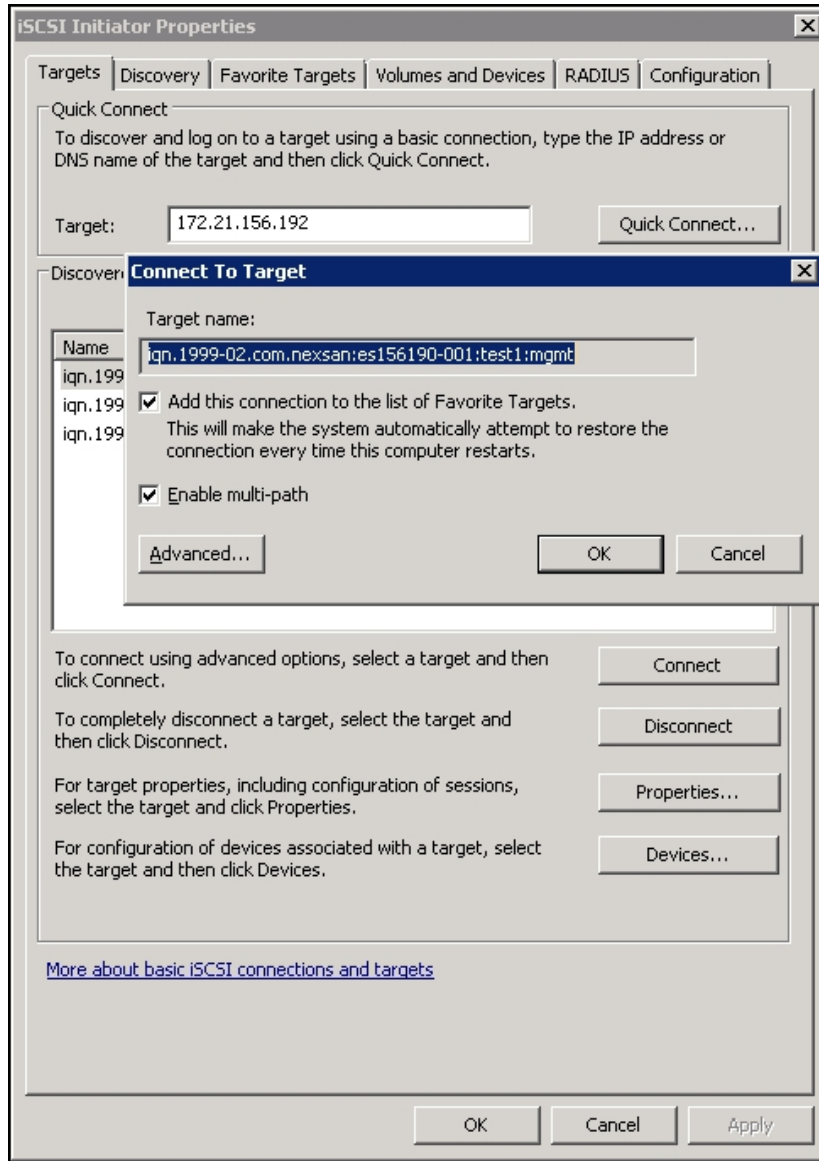 iSCSI Initiator Properties
Targets Discovery Favorite Targets Volumes and Devices RADIUS Configuration
Quick Connect
To discover and log on to a target using a basic connection, type the IP address or
DNS name of the target and then click Quick Connect.
Target: 172.21.156.192 Quick Connect...
Discover
Connect To Target
Target name:
Name
iqn.1999-02.com.nexsan:es156190-001:test1:mgmt
iqn.199
Add this connection to the list of Favorite Targets.
iqn.199
This will make the system automatically attempt to restore the
iqn.199
connection every time this computer restarts.
Enable multi-path
Advanced... OK Cancel
To connect using advanced options, select a target and then
click Connect.
Connect
To completely disconnect a target, select the target and
then click Disconnect.
Disconnect
For target properties, including configuration of sessions,
select the target and click Properties.
Properties...
For configuration of devices associated with a target, select
the target and then click Devices.
Devices...
More about basic iSCSI connections and targets
OK Cancel Apply